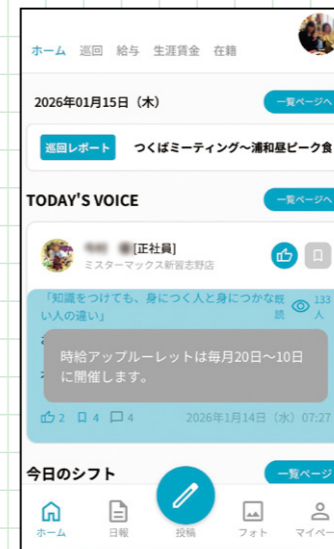 ホーム 巡回 給与 生涯賃金 在籍
2026年01月15日（木）
一覧ページへ
巡回レポート つくばミーティング～浦和昼ピーク食
TODAY'S VOICE
一覧ページへ
[正社員]
ミスターマックス新習志野店
「知識をつけても、身につく人と身につかない人の違い」
既読 133人
時給アップルーレットは毎月20日～10日
に開催します。
2 4 4 2026年1月14日（水）07:27
今日のシフト
一覧ページ
ホーム 日報 投稿 フォト マイペー